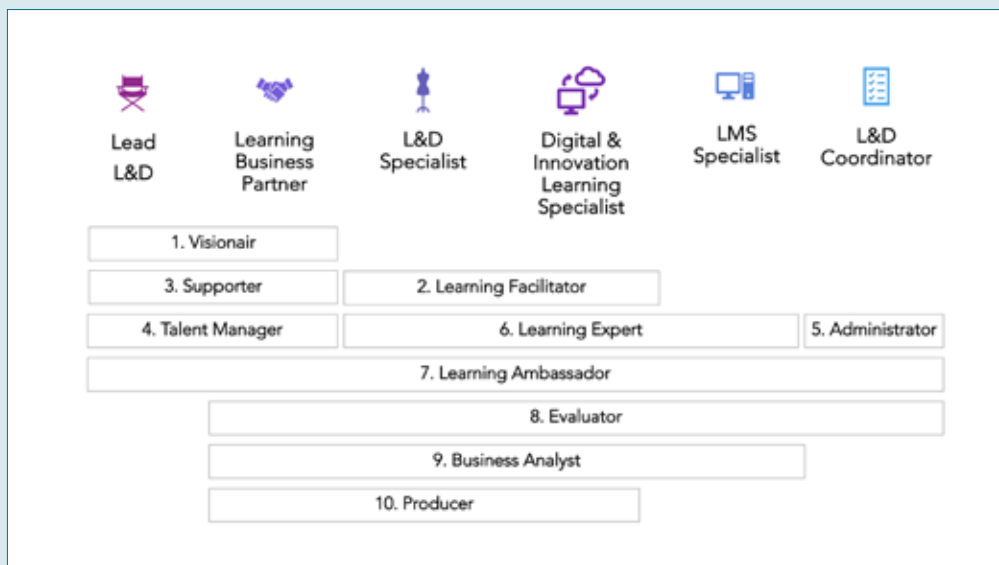 Lead
L&D
Learning
Business
Partner
L&D
Specialist
Digital &
Innovation
Learning
Specialist
LMS
Specialist
L&D
Coordinator
1. Visionair
3. Supporter
2. Learning Facilitator
4. Talent Manager
6. Learning Expert
5. Administrator
7. Learning Ambassador
8. Evaluator
9. Business Analyst
10. Producer